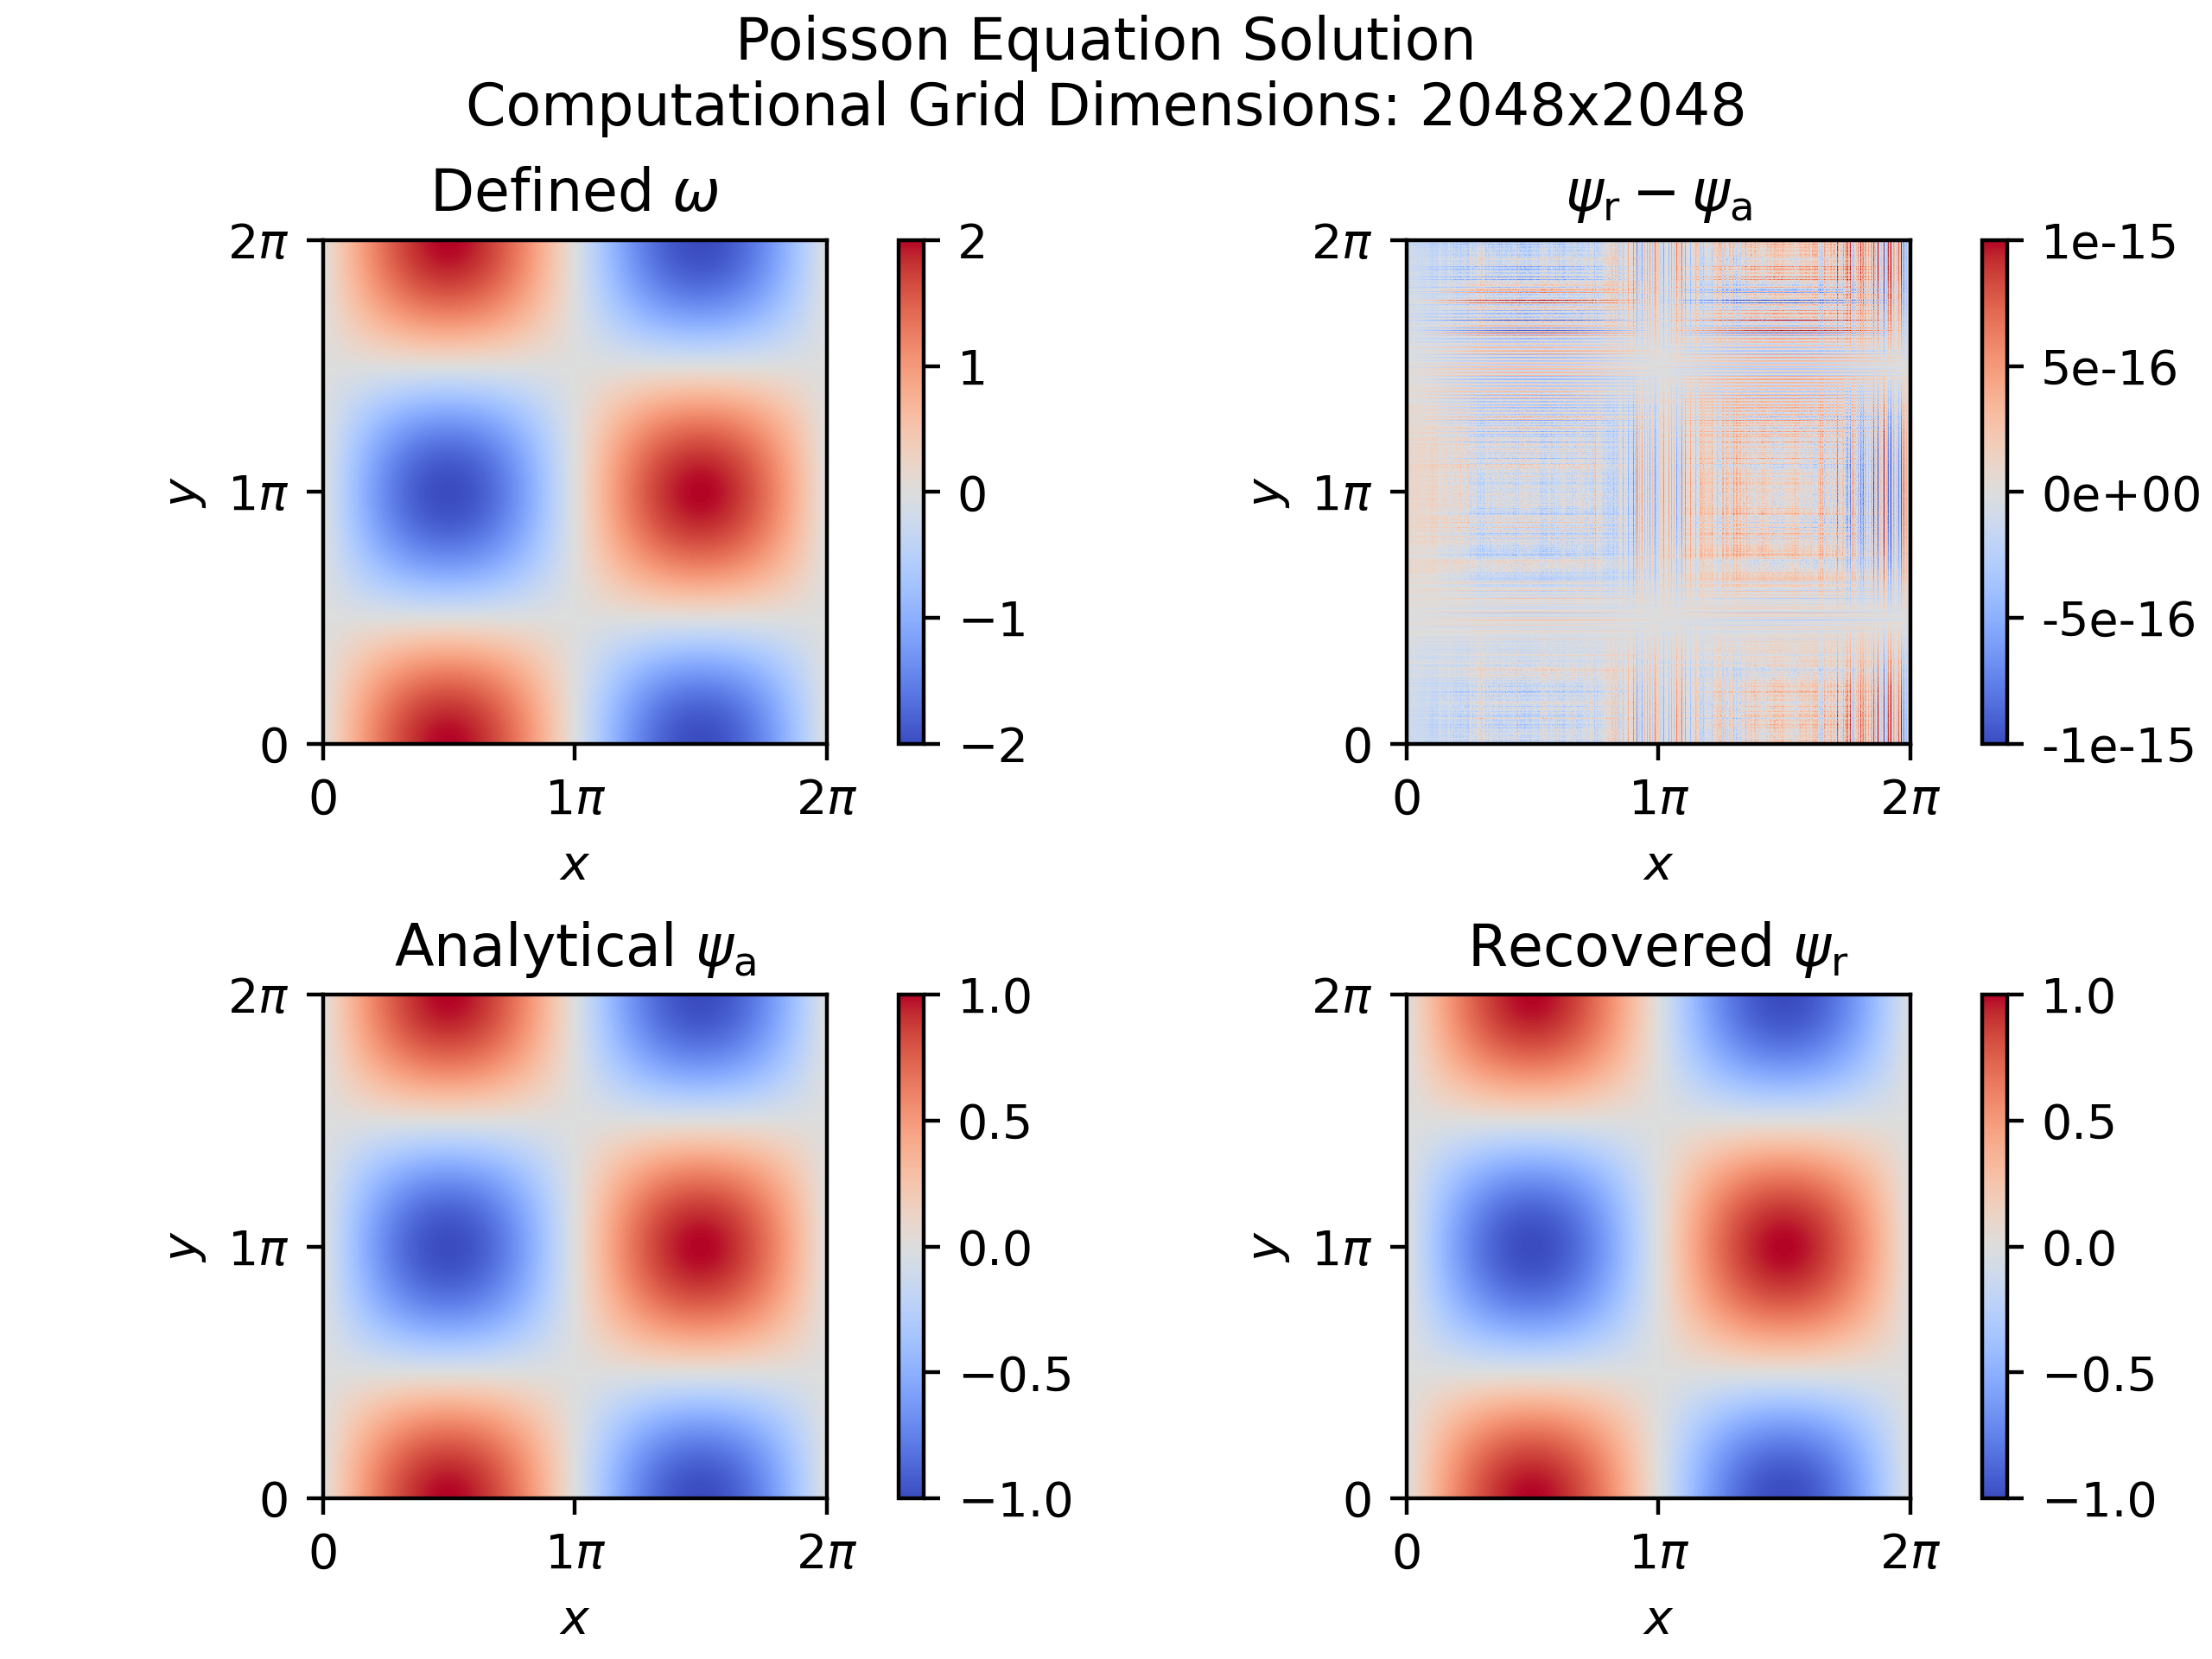 Poisson Equation Solution
Computational Grid Dimensions: 2048x2048
Defined ω
2π
1π
0
y
0 1π 2π
x
2
1
0
−1
−2
ψr − ψa
2π
1π
0
y
0 1π 2π
x
1e-15
5e-16
0e+00
-5e-16
-1e-15
Analytical ψa
2π
1π
0
y
0 1π 2π
x
1.0
0.5
0.0
−0.5
−1.0
Recovered ψr
2π
1π
0
y
0 1π 2π
x
1.0
0.5
0.0
−0.5
−1.0